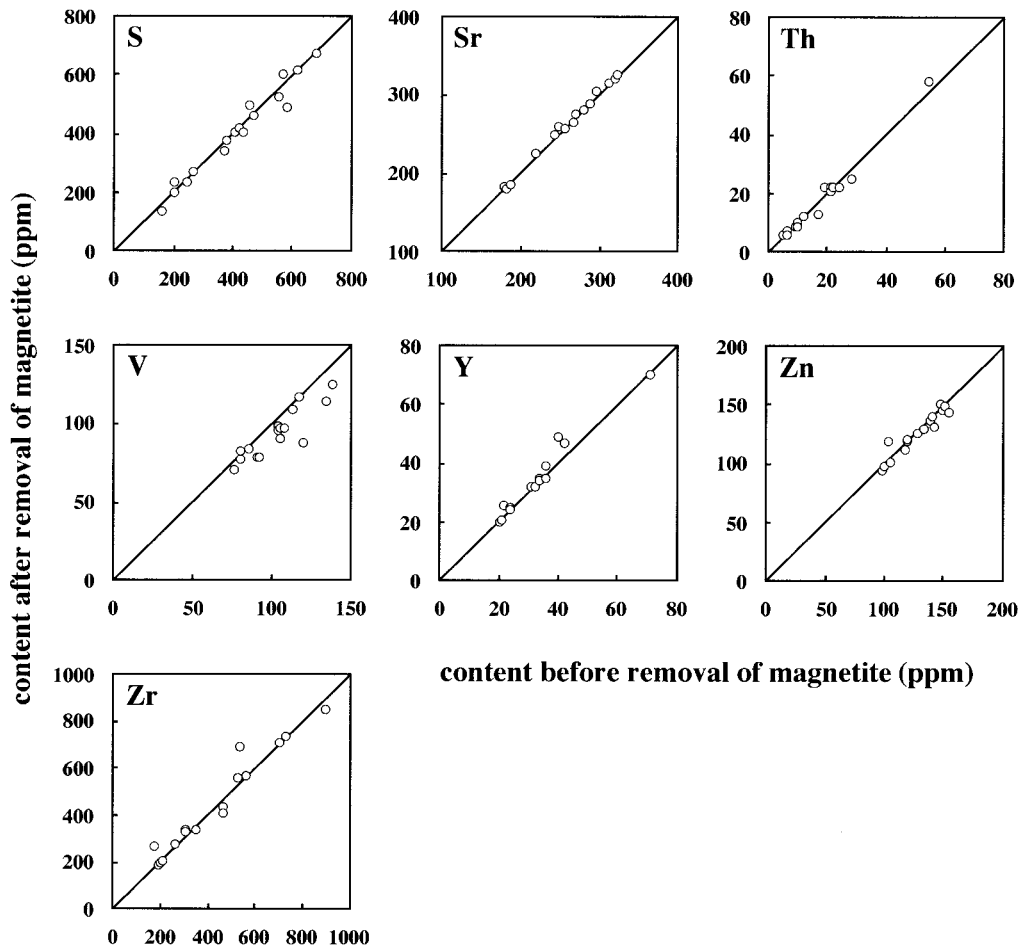 800
600
400
200
0
S
0 200 400 600 800
400
300
200
100
Sr
100 200 300 400
80
60
40
20
0
Th
0 20 40 60 80
content after removal of magnetite (ppm)
150
100
50
0
V
0 50 100 150
80
60
40
20
0
Y
0 20 40 60 80
200
150
100
50
0
Zn
0 50 100 150 200
content before removal of magnetite (ppm)
1000
800
600
400
200
0
Zr
0 200 400 600 800 1000